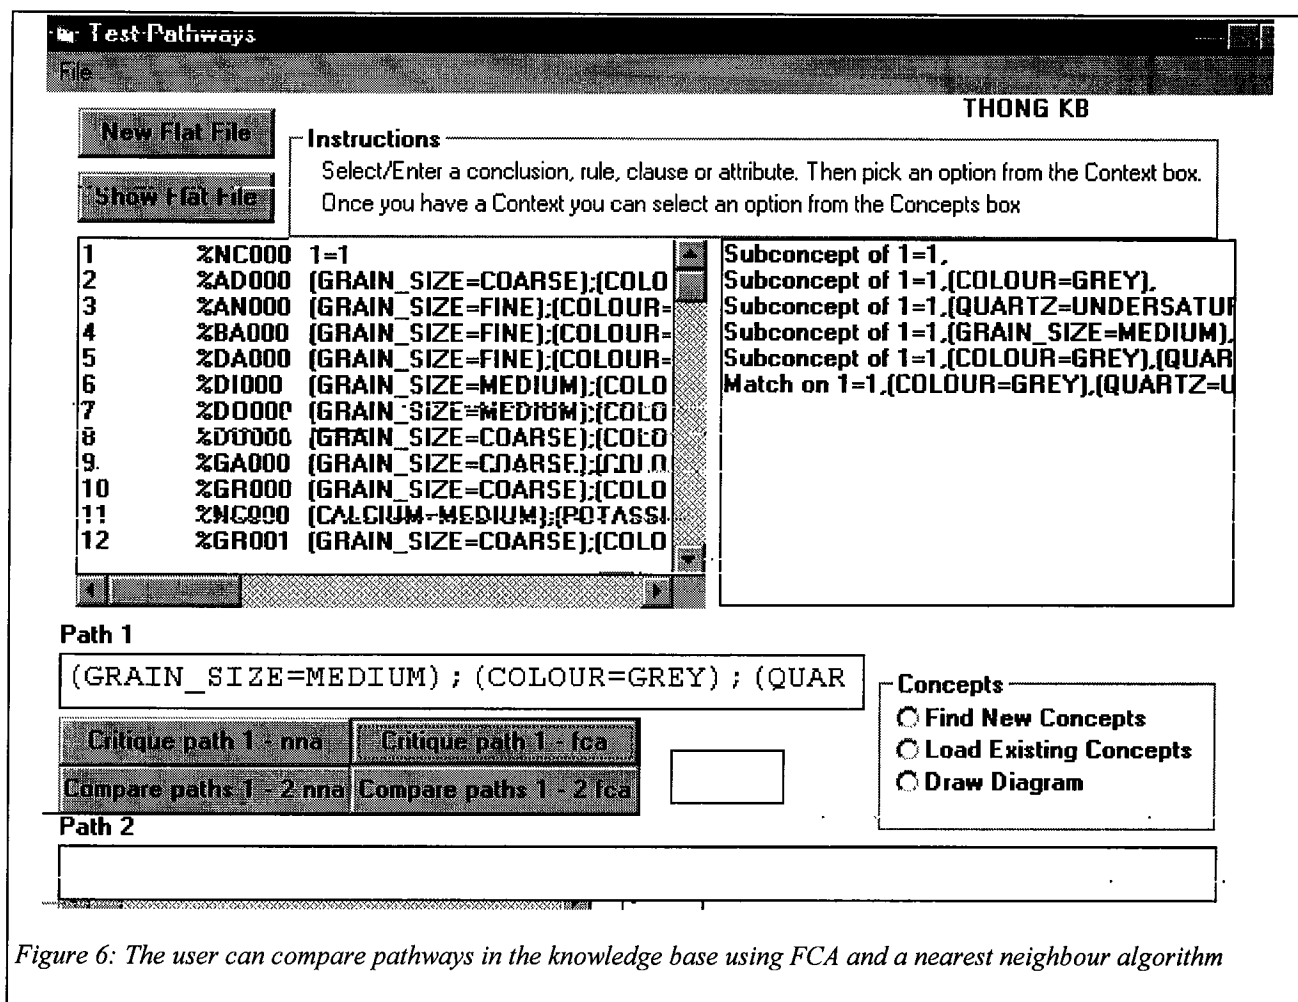 Test Pathways
File
THONG KB
New Flat File
Show Flat File
Instructions
Select/Enter a conclusion, rule, clause or attribute. Then pick an option from the Context box.
Once you have a Context you can select an option from the Concepts box
1 %NC000 1=1
2 %AD000 (GRAIN_SIZE=COARSE);(COLO
3 %AN000 (GRAIN_SIZE=FINE);(COLOUR=
4 %BA000 (GRAIN_SIZE=FINE);(COLOUR=
5 %DA000 (GRAIN_SIZE=FINE);(COLOUR=
6 %DI000 (GRAIN_SIZE=MEDIUM);(COLO
7 %DO000 (GRAIN_SIZE=MEDIUM);(COLO
8 %DU000 (GRAIN_SIZE=COARSE);(COLO
9 %GA000 (GRAIN_SIZE=COARSE);(COLO
10 %GR000 (GRAIN_SIZE=COARSE);(COLO
11 %NC000 (CALCIUM=MEDIUM);(POTASSI
12 %GR001 (GRAIN_SIZE=COARSE);(COLO
Subconcept of 1=1,
Subconcept of 1=1,(COLOUR=GREY),
Subconcept of 1=1,(QUARTZ=UNDERSATUR
Subconcept of 1=1,(GRAIN_SIZE=MEDIUM),
Subconcept of 1=1,(COLOUR=GREY),(QUAR
Match on 1=1,(COLOUR=GREY),(QUARTZ=U
Path 1
(GRAIN_SIZE=MEDIUM);(COLOUR=GREY);(QUAR
Critique path 1 - nna
Critique path 1 - fca
Compare paths 1 - 2 nna
Compare paths 1 - 2 fca
Concepts
Find New Concepts
Load Existing Concepts
Draw Diagram
Path 2
Figure 6: The user can compare pathways in the knowledge base using FCA and a nearest neighbour algorithm